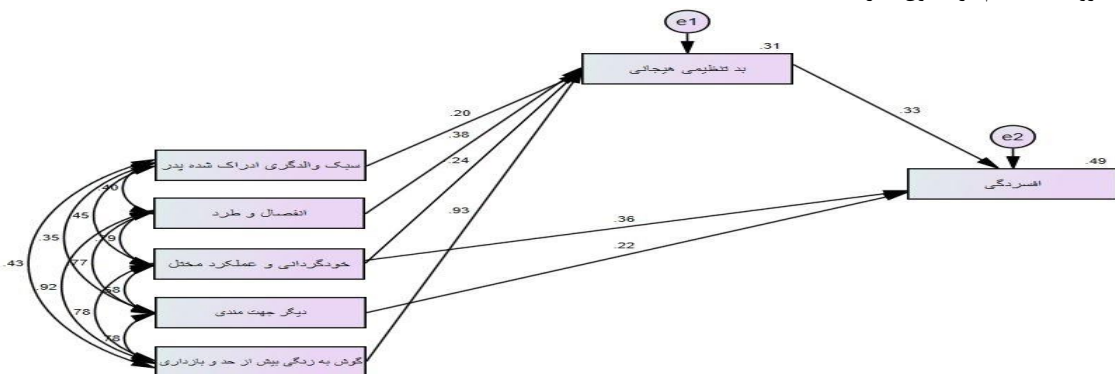 e1
.31
بد تنظیمی هیجانی
.33
e2
.49
افسردگی
.20
.38
.24
.93
.36
.22
سبک والدگری ادراک شده پدر
انفصال و طرد
خودگردانی و عملکرد مختل
دیگر جهت مندی
گوش به زنگی بیش از حد و بازداری
.40
.45
.79
.35
.77
.43
.68
.92
.78
.78